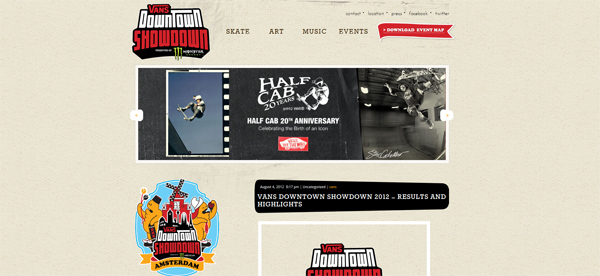 VANS
DOWNTOWN
SHOWDOWN
PRESENTED BY MONSTER
contact * location * press * facebook * twitter
SKATE ART MUSIC EVENTS
DOWNLOAD EVENT MAP
HALF
CAB
20 YEARS
HALF CAB 20TH ANNIVERSARY
Celebrating the Birth of an Icon
VANS
"OFF THE WALL"
August 4, 2012 8:17 pm | Uncategorized |
VANS DOWNTOWN SHOWDOWN 2012 – RESULTS AND
HIGHLIGHTS
VANS
DOWNTOWN
SHOWDOWN
AMSTERDAM
VANS
DOWNTOWN
SHOWDOWN